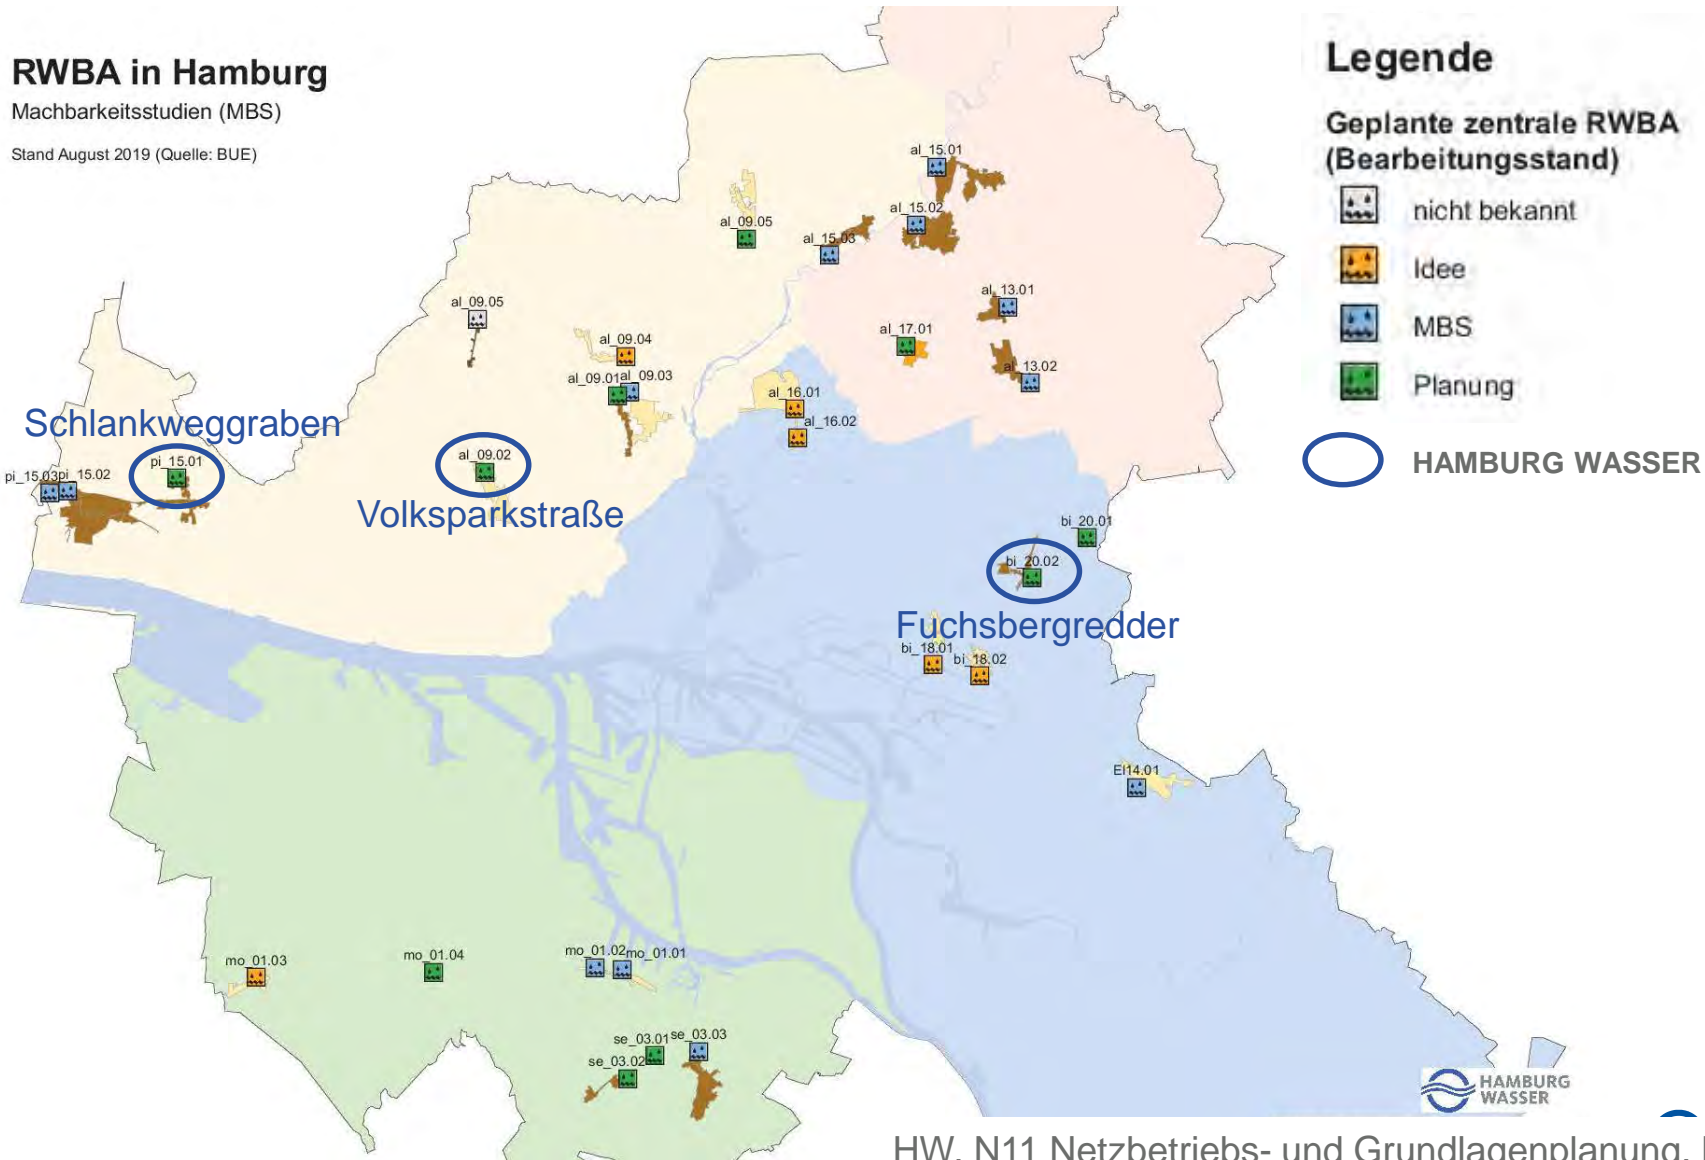 RWBA in Hamburg
Machbarkeitsstudien (MBS)
Stand August 2019 (Quelle: BUE)
Legende
Geplante zentrale RWBA
(Bearbeitungsstand)
nicht bekannt
Idee
MBS
Planung
HAMBURG WASSER
al_15.01
al_15.02
al_09.05
al_15.03
al_13.01
al_09.05
al_17.01
al_09.04
al_13.02
al_09.01
al_09.03
al_16.01
al_16.02
Schlankweggraben
pi_15.01
al_09.02
pi_15.03
pi_15.02
Volksparkstraße
bi_20.01
bi_20.02
Fuchsbergredder
bi_18.01
bi_18.02
El14.01
mo_01.03
mo_01.04
mo_01.02
mo_01.01
se_03.01
se_03.03
se_03.02
HAMBURG
WASSER
HW, N11 Netzbetriebs- und Grundlagenplanung,